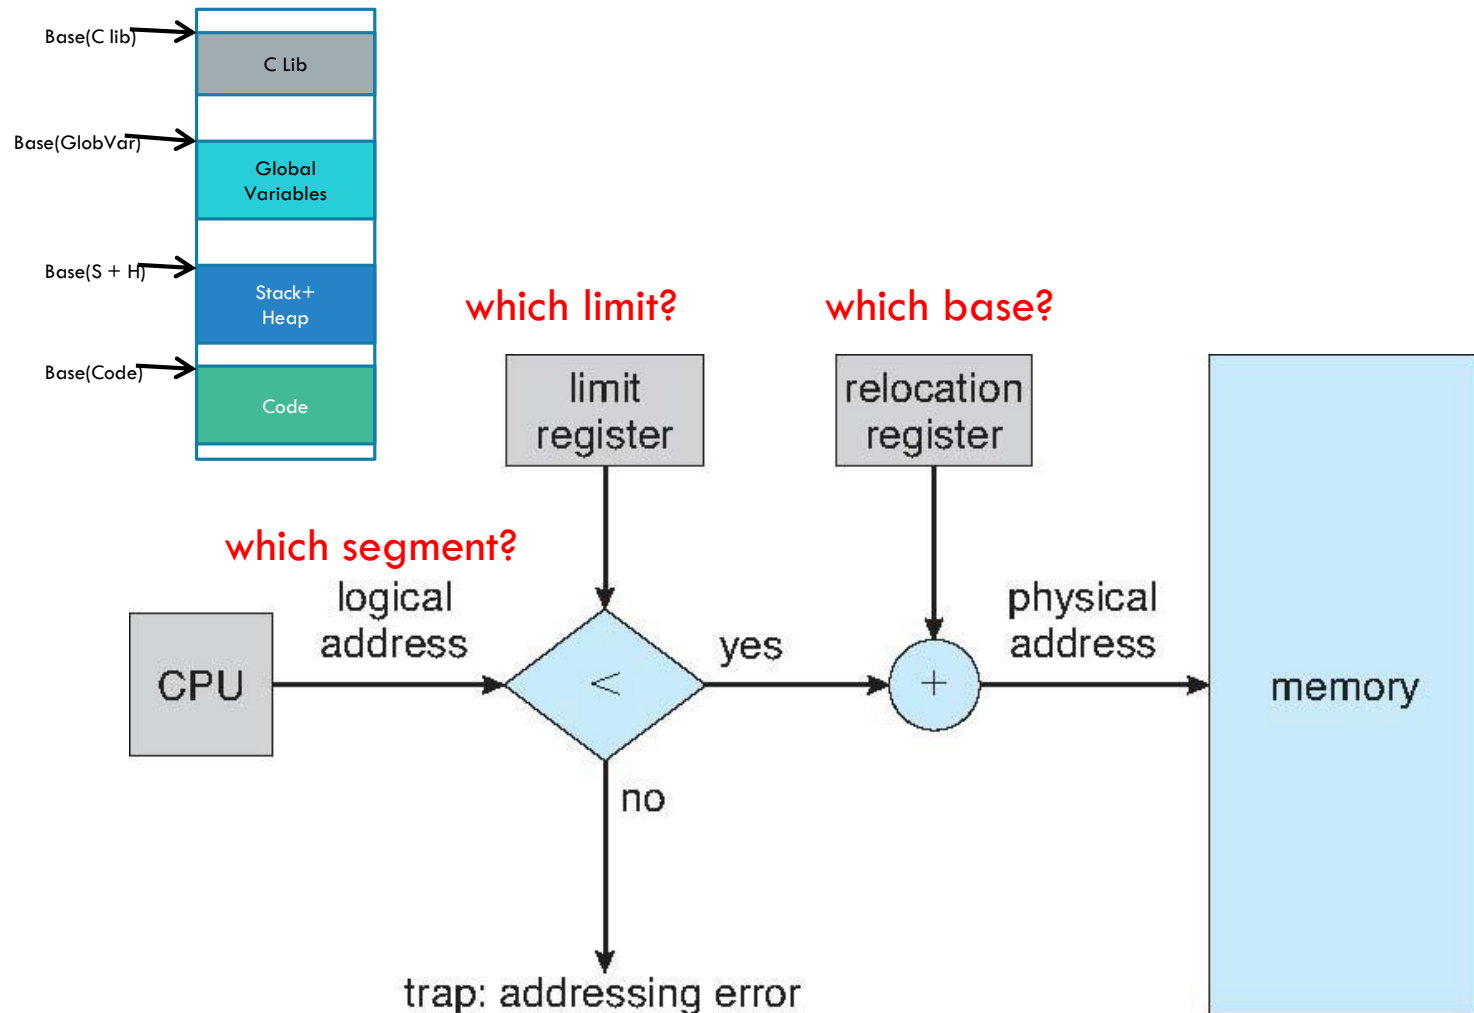 Base(C lib)
C Lib
Base(GlobVar)
Global
Variables
Base(S + H)
Stack+
Heap
Base(Code)
Code
which limit?
which base?
limit
register
relocation
register
which segment?
logical
address
CPU
<
yes
+
physical
address
memory
no
trap: addressing error